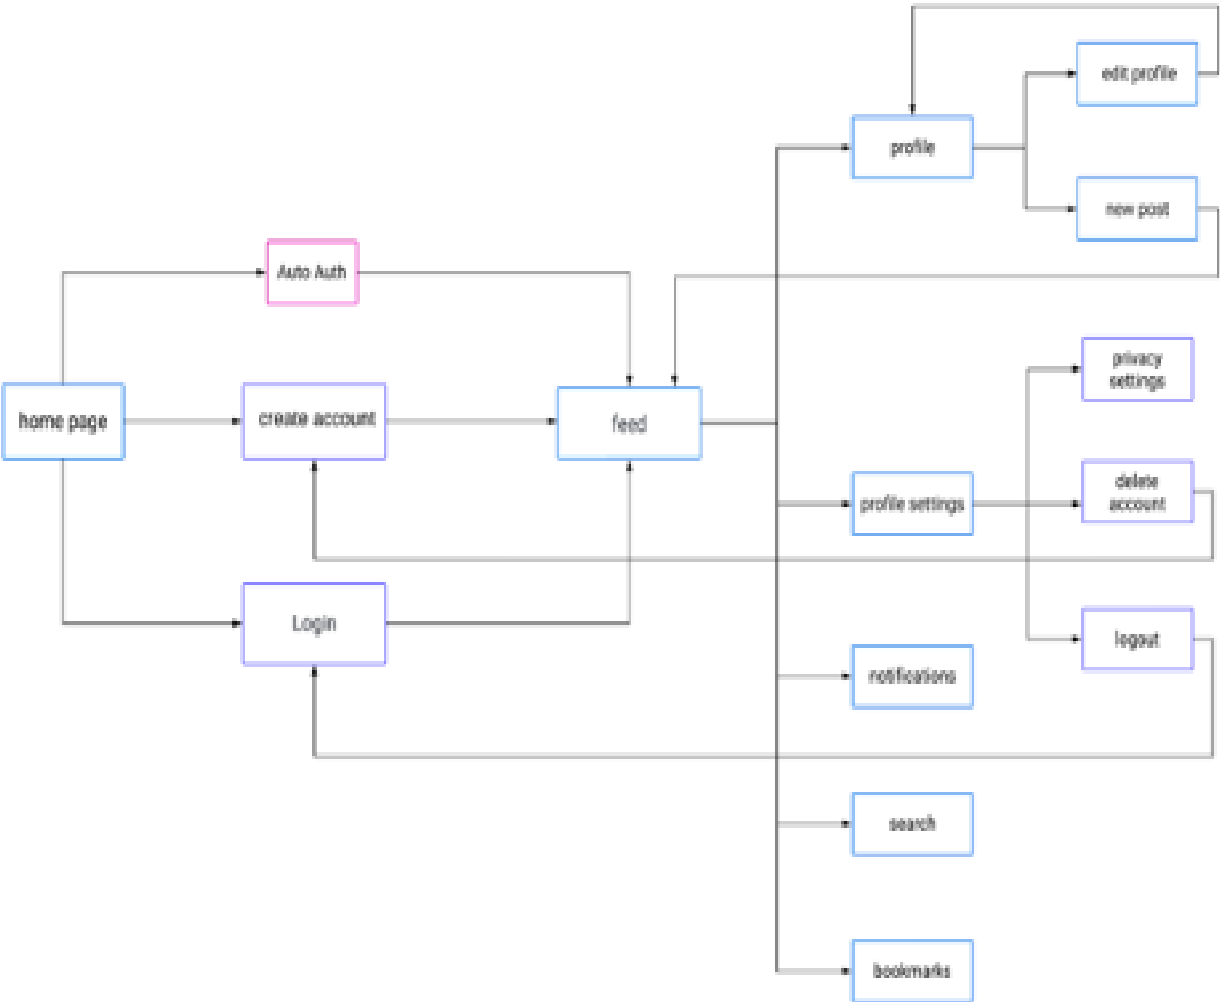 edit profile
profile
new post
Auto Auth
privacy
settings
home page
create account
feed
delete
account
profile settings
Login
logout
notifications
search
bookmarks